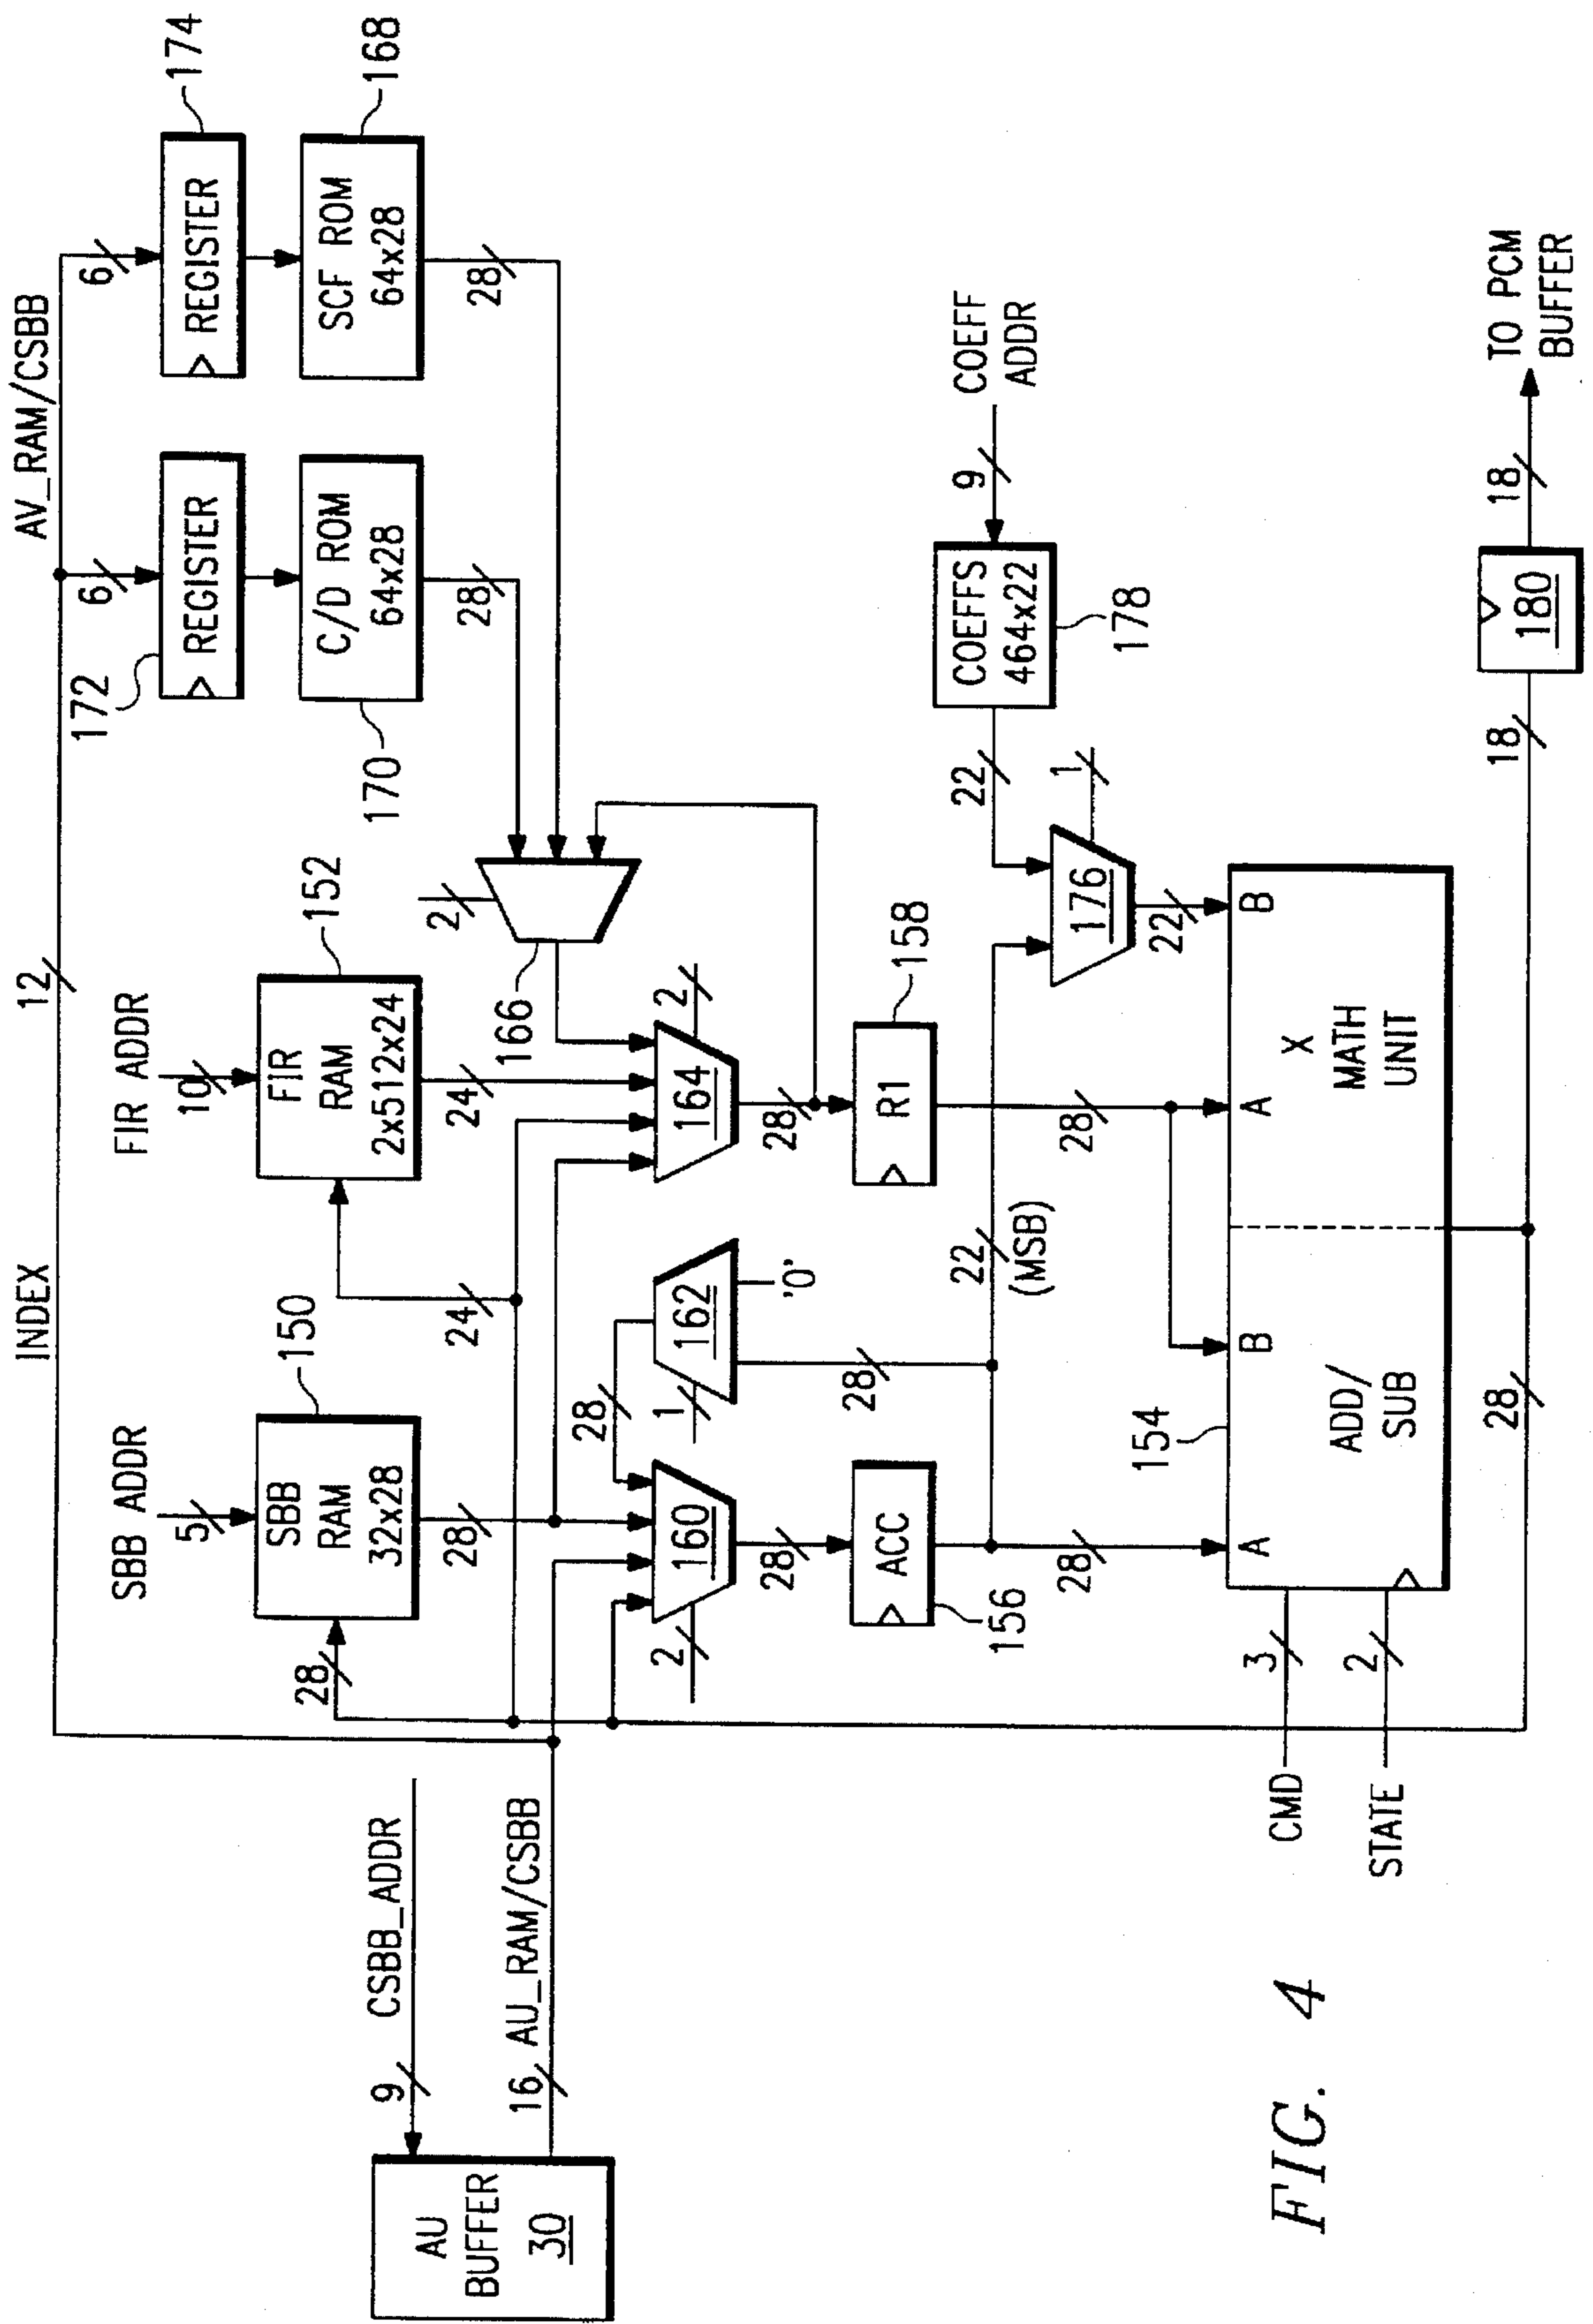 AV_RAM/CSBB
INDEX
12
6
6
REGISTER
174
REGISTER
172
SCF ROM
64x28
168
C/D ROM
64x28
170
28
28
FIR ADDR
10
FIR
RAM
2x512x24
152
24
24
SBB ADDR
5
SBB
RAM
32x28
150
28
28
2
166
CSBB_ADDR
9
AU
BUFFER
30
16
AU_RAM/CSBB
164
2
28
162
'0'
1
28
28
160
2
28
R1
158
28
ACC
156
28
22
(MSB)
COEFF
ADDR
9
COEFFS
464x22
178
22
176
1
22
A
B
A
B
154
ADD/
SUB
X
MATH
UNIT
CMD
3
STATE
2
28
18
180
18
TO PCM
BUFFER
FIG. 4